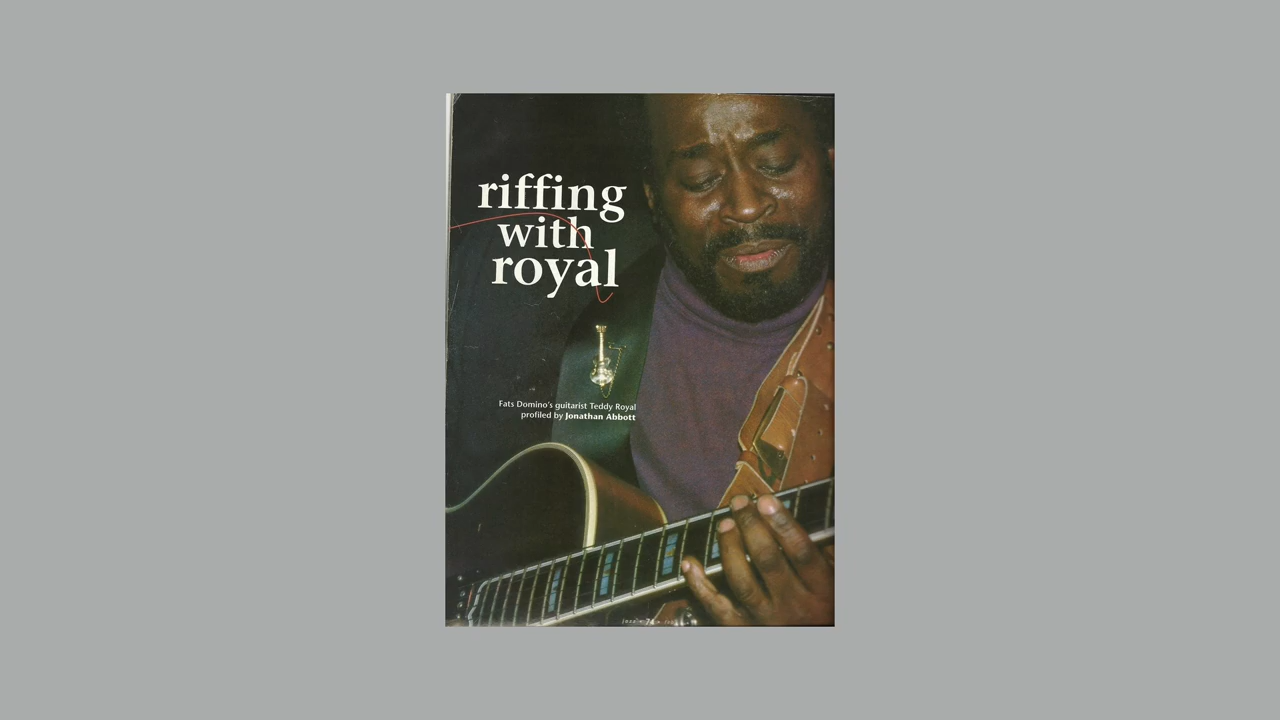 riffing
with
royal
Fats Domino's guitarist Teddy Royal
profiled by Jonathan Abbott